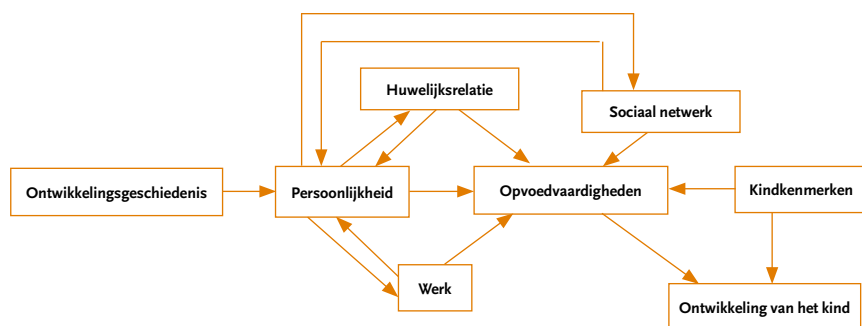 Huwelijksrelatie
Sociaal netwerk
Ontwikkelingsgeschiedenis
Persoonlijkheid
Opvoedvaardigheden
Kindkenmerken
Werk
Ontwikkeling van het kind